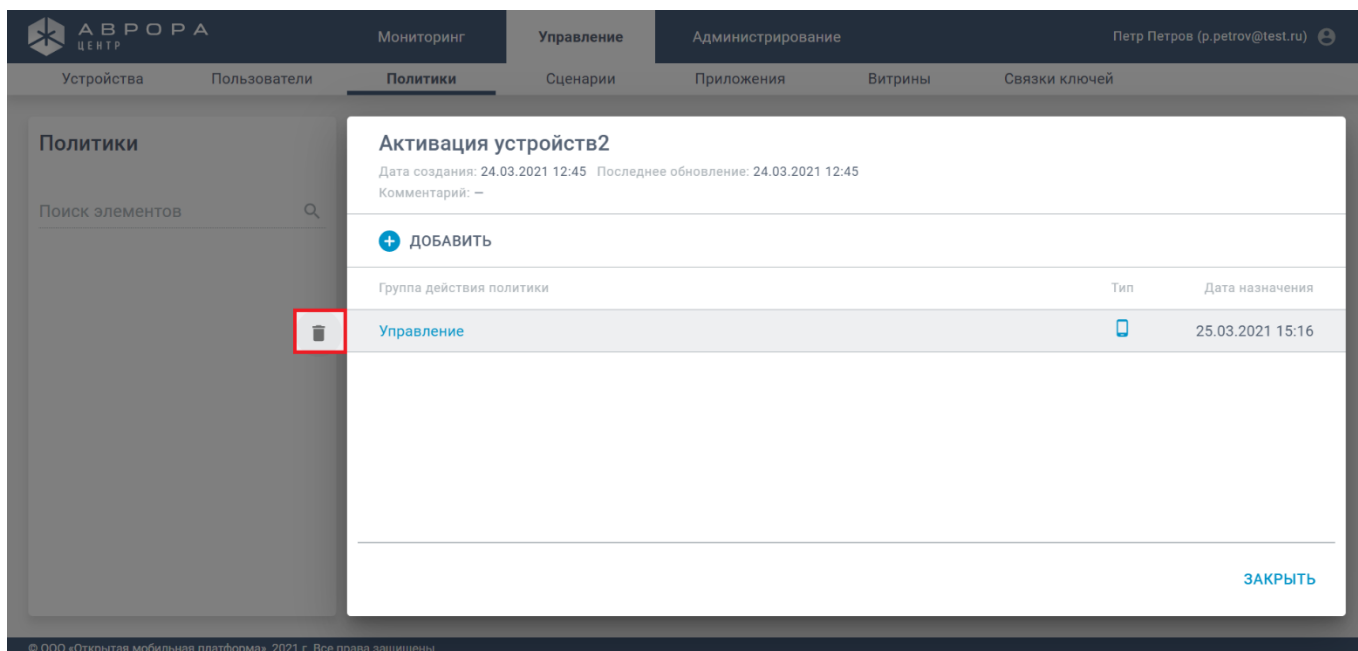 АВРОРА
ЦЕНТР
Мониторинг Управление Администрирование Петр Петров (p.petrov@test.ru)
Устройства Пользователи Политики Сценарии Приложения Витрины Связки ключей
Политики
Поиск элементов
Активация устройств2
Дата создания: 24.03.2021 12:45 Последнее обновление: 24.03.2021 12:45
Комментарий: —
ДОБАВИТЬ
Группа действия политики Тип Дата назначения
Управление 25.03.2021 15:16
ЗАКРЫТЬ
© ООО «Открытая мобильная платформа», 2021 г. Все права защищены